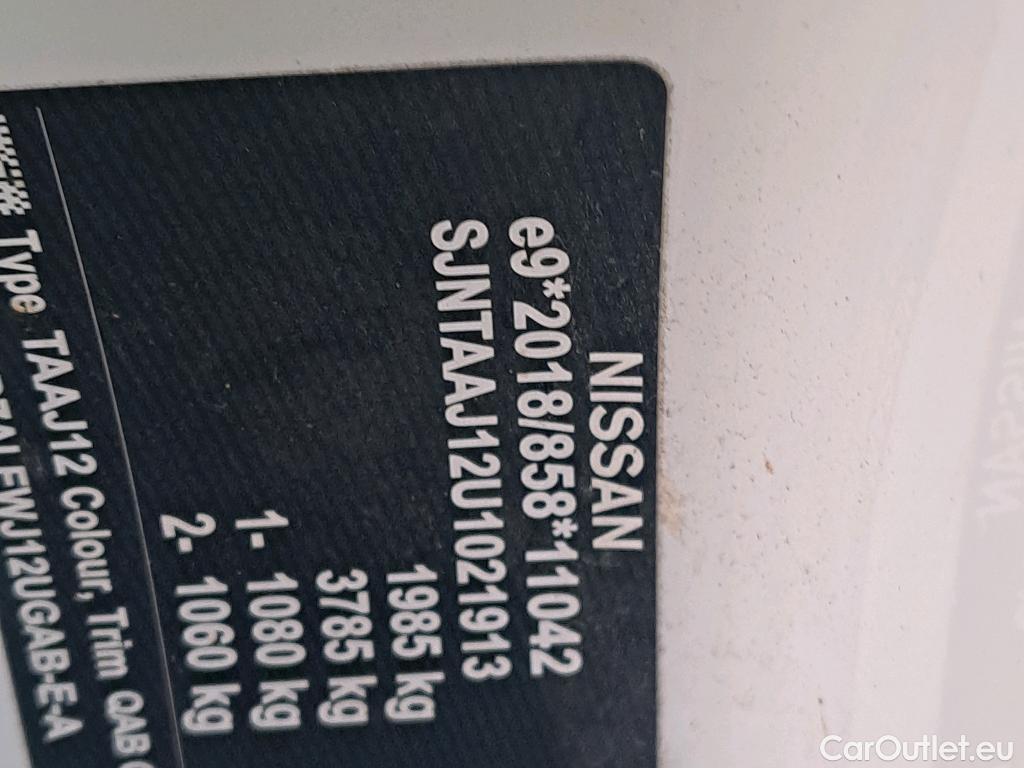 NISSAN
e9*2018/858*11042
SJNTAAJ12U1021913
1985 kg
3785 kg
1- 1080 kg
2- 1060 kg
Type TAAJ12 Colour, Trim QAB
ALFWJ12UGAB-E-A
CarOutlet.eu